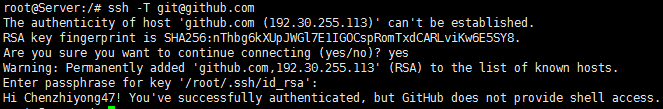 root@Server:/# ssh -T git@github.com
The authenticity of host 'github.com (192.30.255.113)' can't be established.
RSA key fingerprint is SHA256:nThbg6kXUpJWGl7E1IGOCspRomTxdCARLviKw6E5SY8.
Are you sure you want to continue connecting (yes/no)? yes
Warning: Permanently added 'github.com,192.30.255.113' (RSA) to the list of known hosts.
Enter passphrase for key '/root/.ssh/id_rsa':
Hi Chenzhiyong47! You've successfully authenticated, but GitHub does not provide shell access.